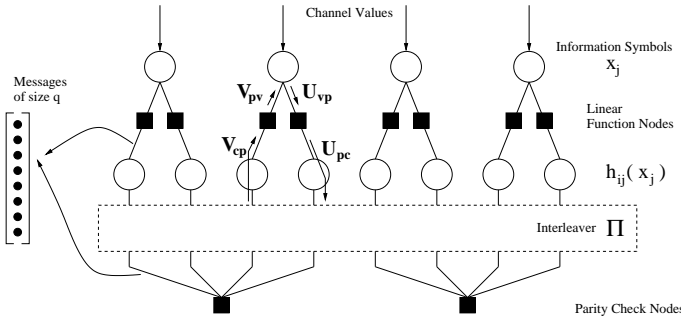 Channel Values
Information Symbols
x_j
Messages
of size q
V_pv
U_vp
Linear
Function Nodes
V_cp
U_pc
h_ij( x_j )
Interleaver Π
Parity Check Nodes